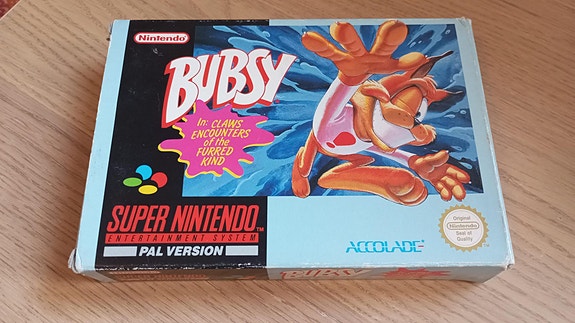 Nintendo
BUBSY
In: CLAWS
ENCOUNTERS
of the
FURRED
KIND
SUPER NINTENDO
ENTERTAINMENT SYSTEM
PAL VERSION
ACCOLADE
Original
Nintendo
Seal of
Quality
BUBSY